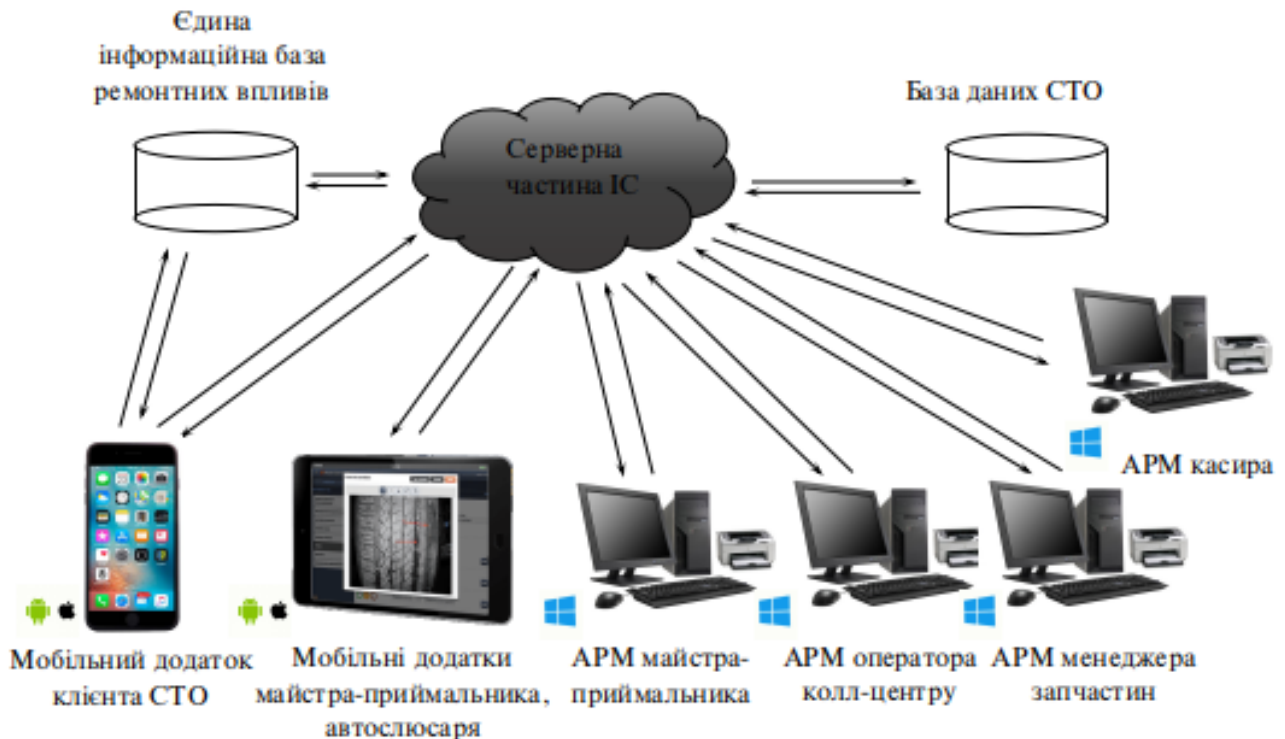 Єдина
інформаційна база
ремонтних впливів
База даних СТО
Серверна
частина ІС
АРМ касира
Мобільний додаток
клієнта СТО
Мобільні додатки
майстра-приймальника,
автослюсаря
АРМ майстра-
приймальника
АРМ оператора
колл-центру
АРМ менеджера
запчастин